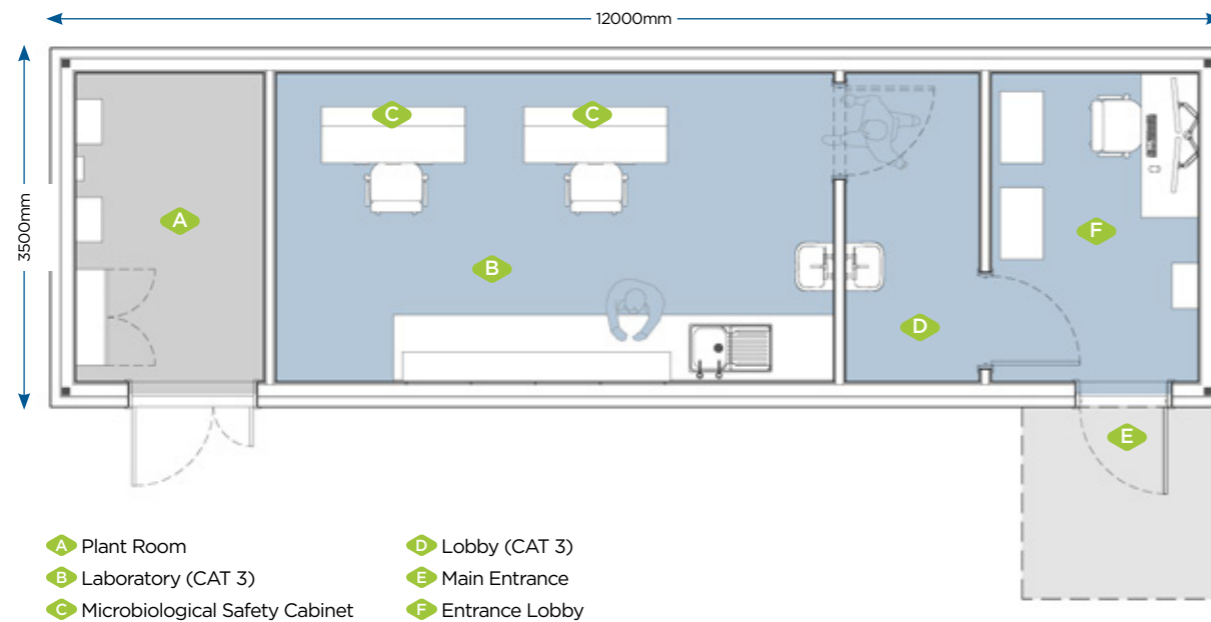 12000mm
3500mm
C
C
A
F
B
D
E
A Plant Room
B Laboratory (CAT 3)
C Microbiological Safety Cabinet
D Lobby (CAT 3)
E Main Entrance
F Entrance Lobby